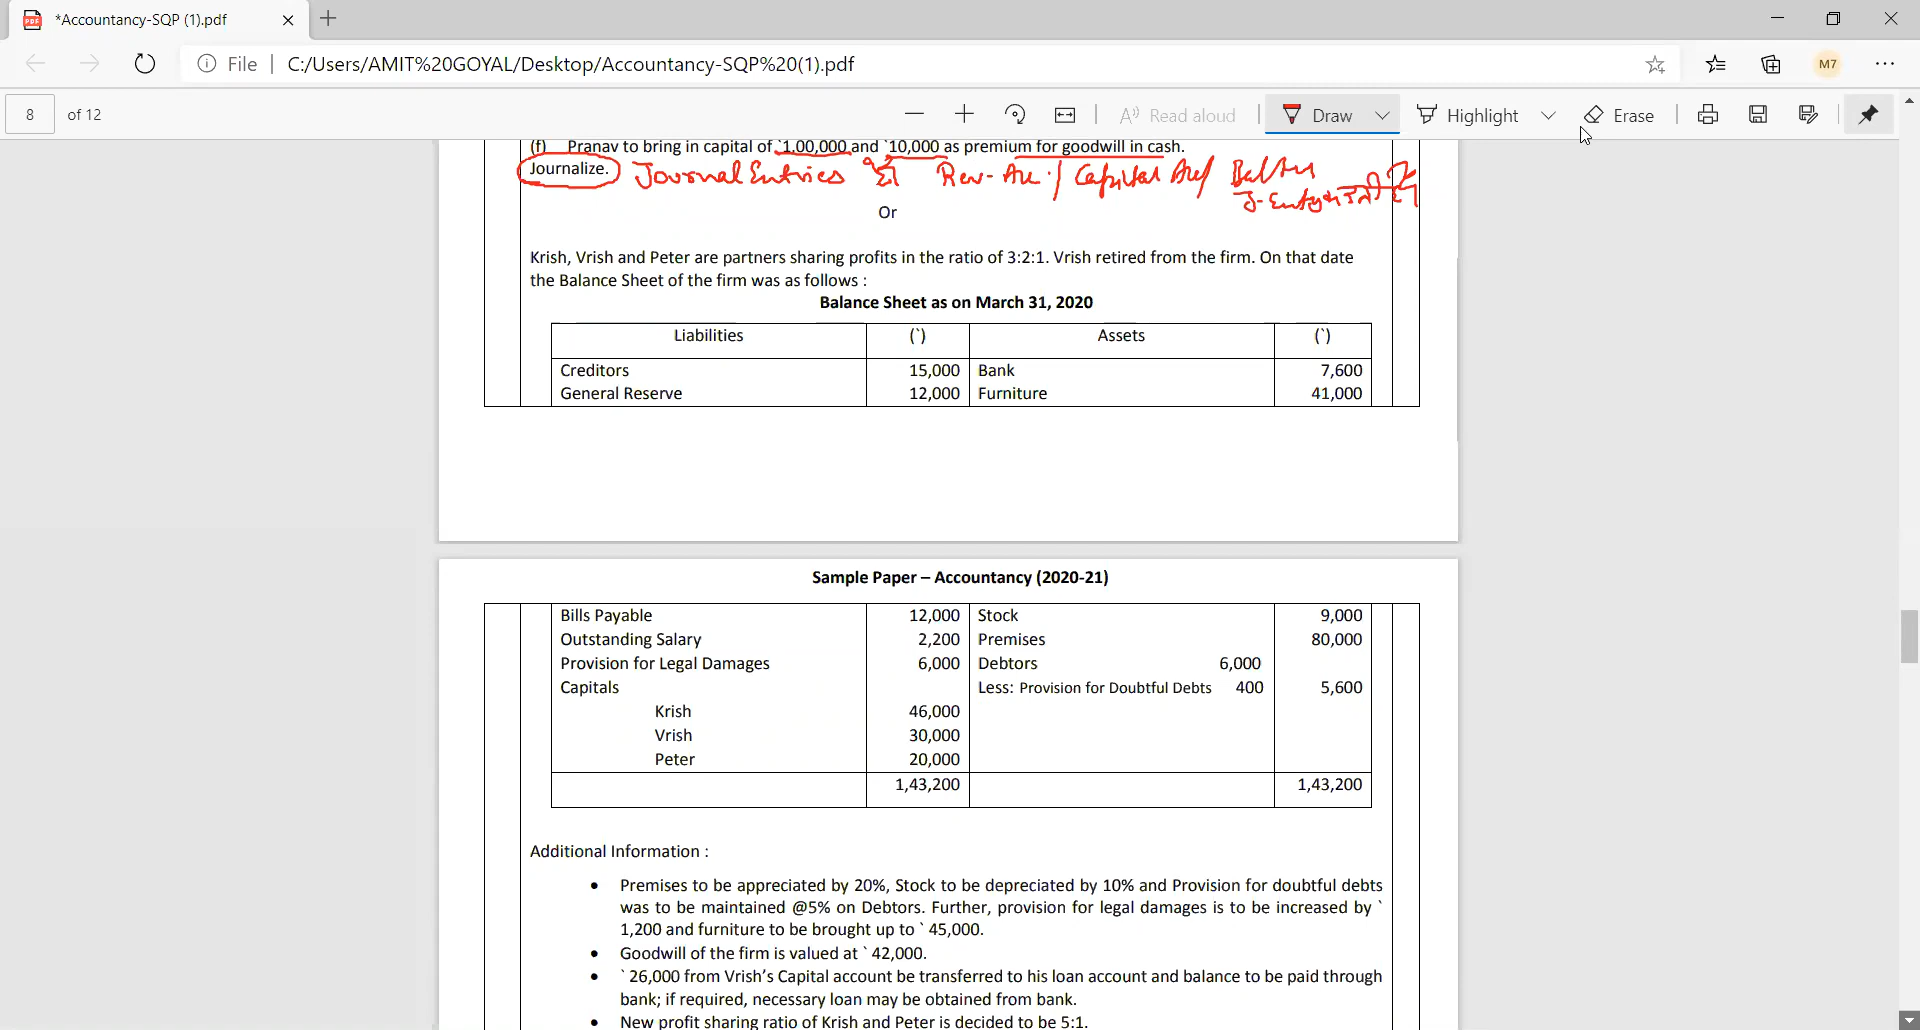 *Accountancy-SQP (1).pdf
File C:/Users/AMIT%20GOYAL/Desktop/Accountancy-SQP%20(1).pdf M7
8 of 12 Read aloud Draw Highlight Erase
(f) Pranav to bring in capital of `1,00,000 and `10,000 as premium for goodwill in cash.
Journalize. Journal Entries Rev- Acc / Capital
Or
Krish, Vrish and Peter are partners sharing profits in the ratio of 3:2:1. Vrish retired from the firm. On that date
the Balance Sheet of the firm was as follows :
Balance Sheet as on March 31, 2020
Liabilities (`) Assets (`)
Creditors 15,000 Bank 7,600
General Reserve 12,000 Furniture 41,000
Sample Paper – Accountancy (2020-21)
Bills Payable 12,000 Stock 9,000
Outstanding Salary 2,200 Premises 80,000
Provision for Legal Damages 6,000 Debtors 6,000
Capitals Less: Provision for Doubtful Debts 400 5,600
Krish 46,000
Vrish 30,000
Peter 20,000
1,43,200 1,43,200
Additional Information :
• Premises to be appreciated by 20%, Stock to be depreciated by 10% and Provision for doubtful debts
was to be maintained @5% on Debtors. Further, provision for legal damages is to be increased by `
1,200 and furniture to be brought up to ` 45,000.
• Goodwill of the firm is valued at ` 42,000.
• ` 26,000 from Vrish’s Capital account be transferred to his loan account and balance to be paid through
bank; if required, necessary loan may be obtained from bank.
• New profit sharing ratio of Krish and Peter is decided to be 5:1.